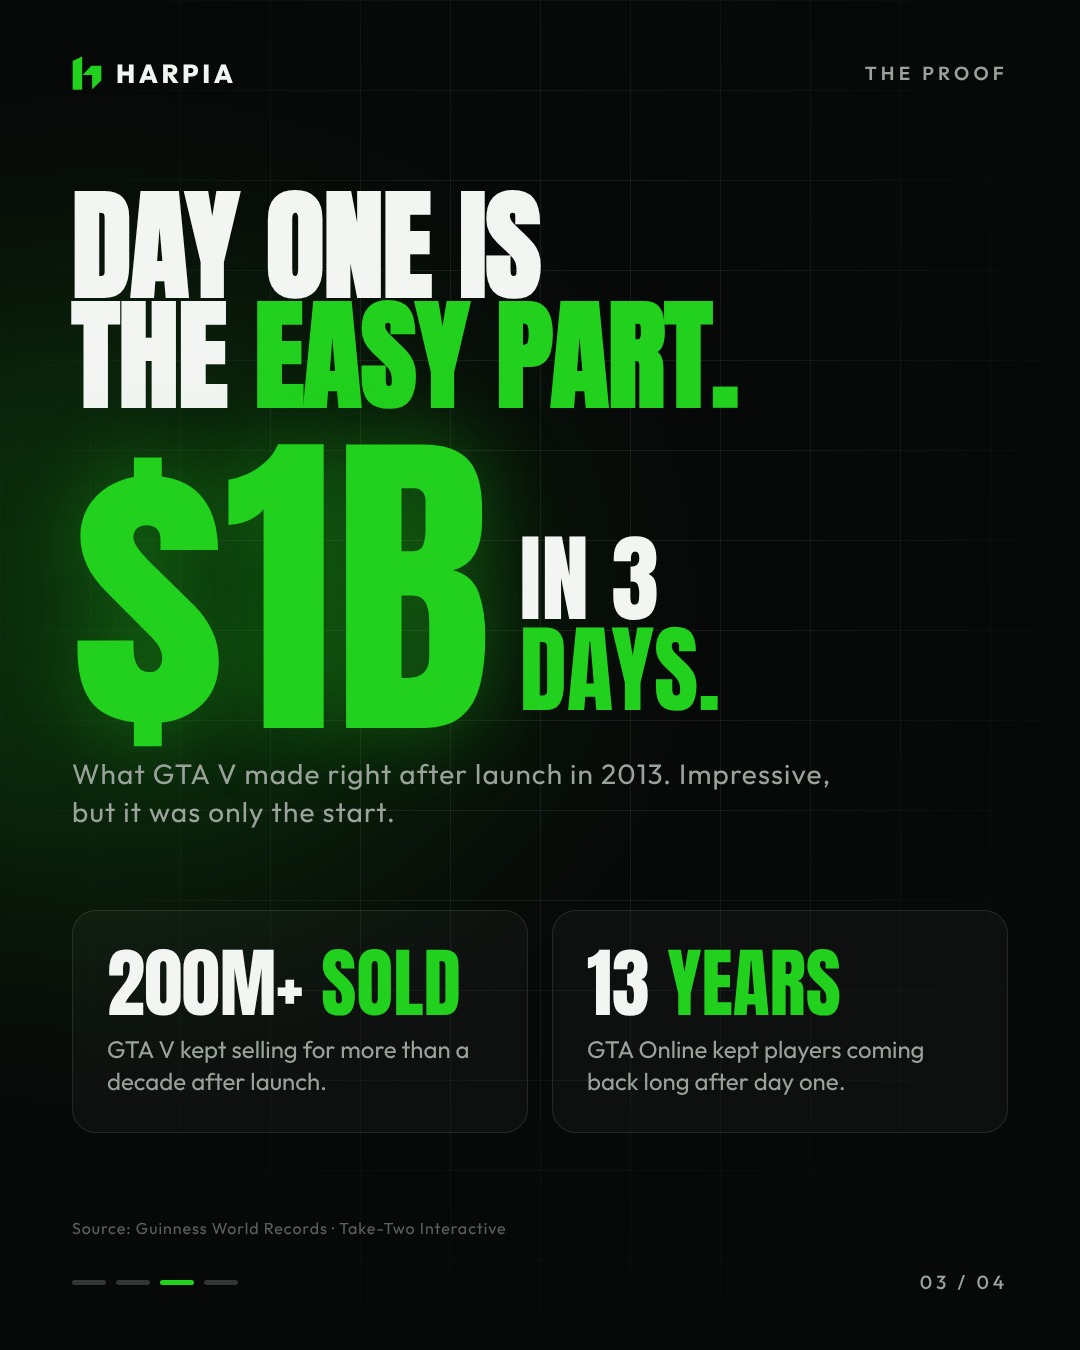 HARPIA
THE PROOF
DAY ONE IS
THE EASY PART.
$1B
IN 3
DAYS.
What GTA V made right after launch in 2013. Impressive,
but it was only the start.
200M+ SOLD
GTA V kept selling for more than a
decade after launch.
13 YEARS
GTA Online kept players coming
back long after day one.
Source: Guinness World Records · Take-Two Interactive
03 / 04